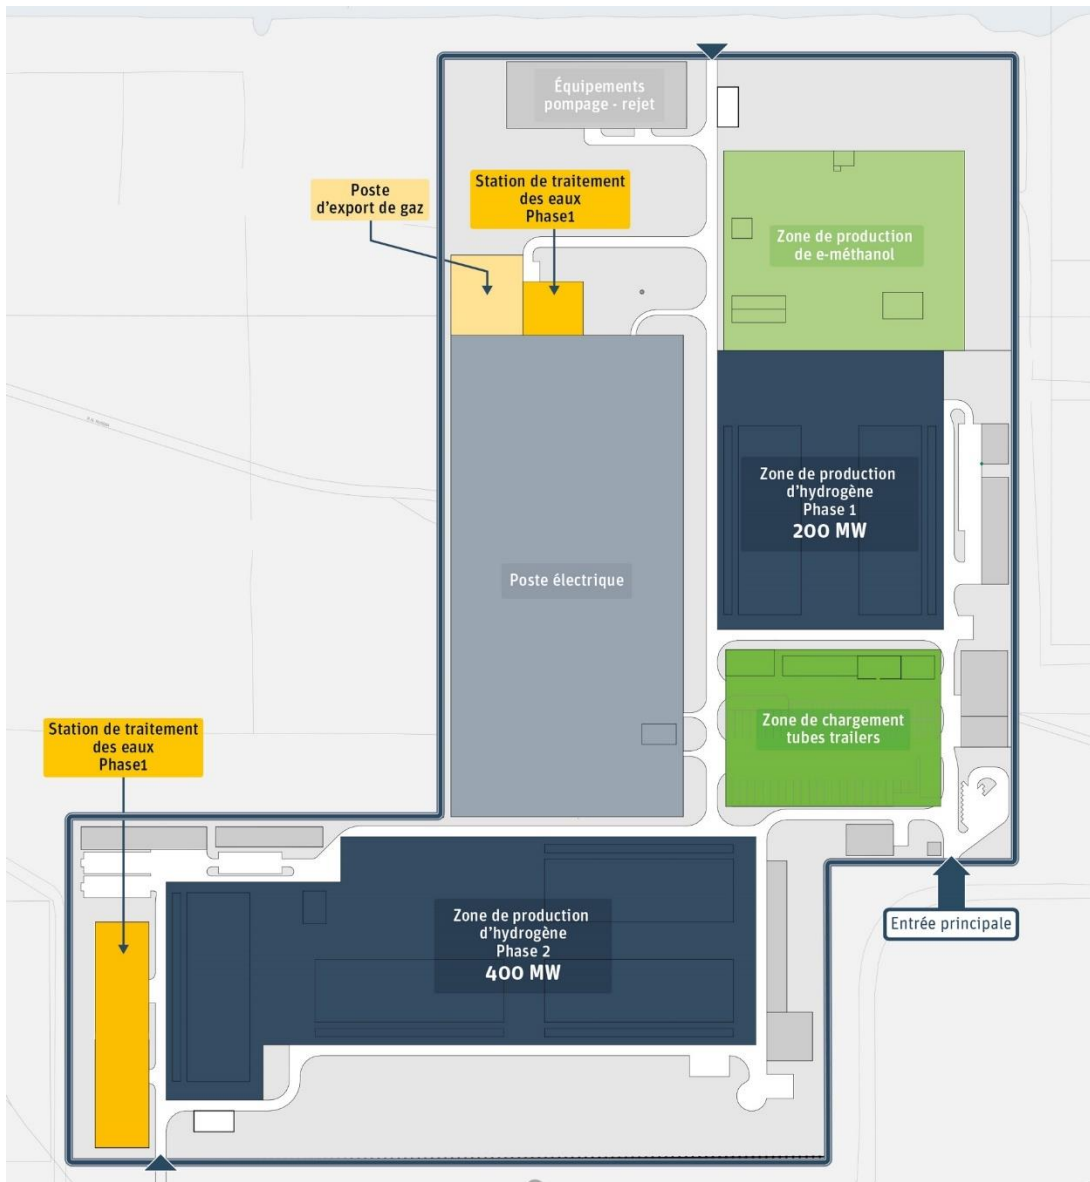 Équipements
pompage - rejet
Station de traitement
des eaux
Phase1
Poste
d'export de gaz
Zone de production
de e-méthanol
Zone de production
d'hydrogène
Phase 1
200 MW
Poste électrique
Zone de chargement
tubes trailers
Station de traitement
des eaux
Phase1
Zone de production
d'hydrogène
Phase 2
400 MW
Entrée principale